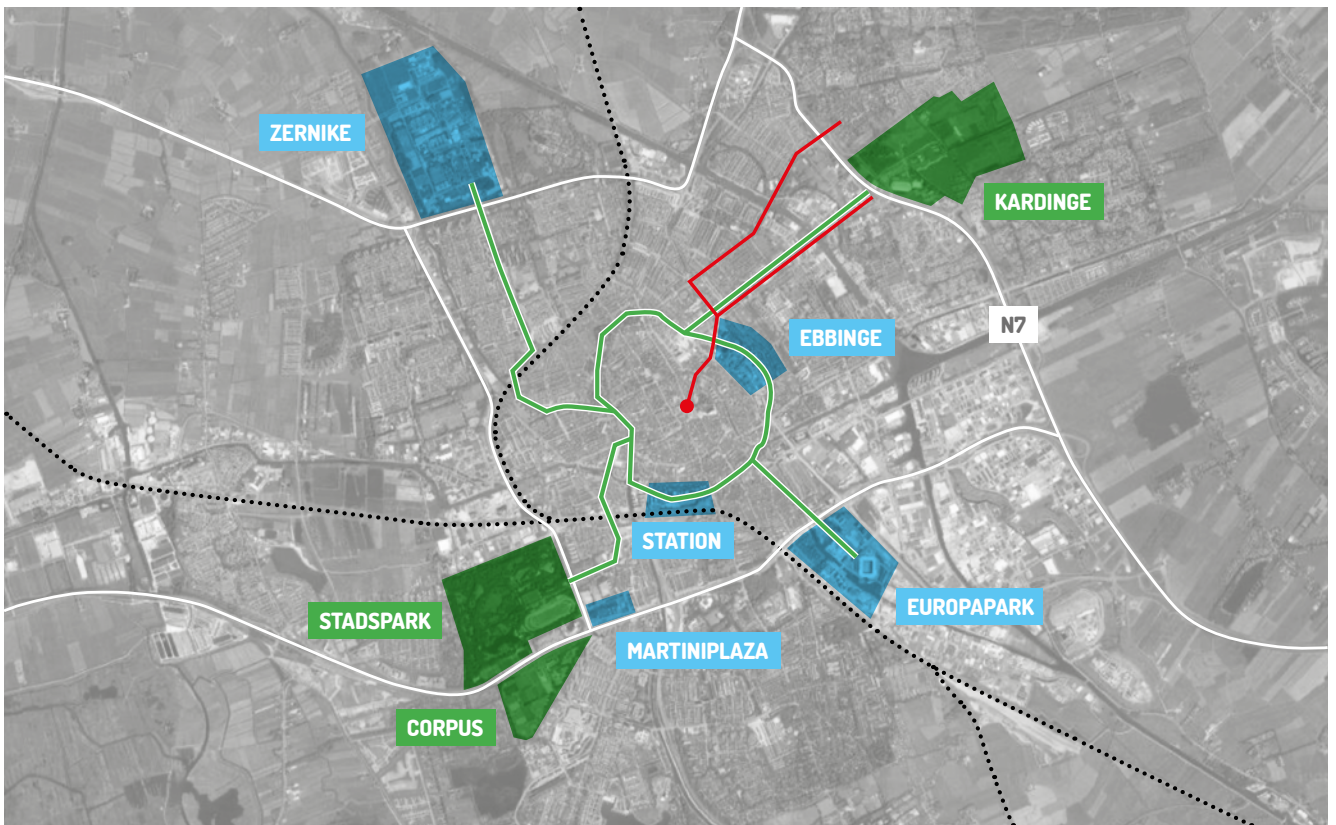 ZERNIKE
KARDINGE
N7
EBBINGE
STATION
EUROPAPARK
STADSPARK
MARTINIPLAZA
CORPUS